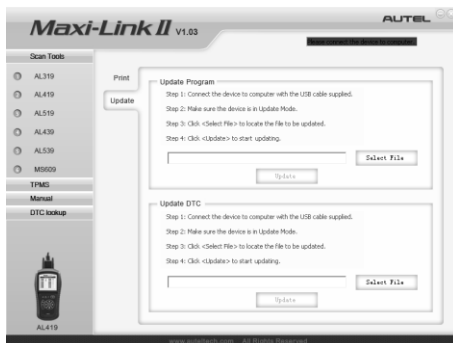 Maxi-Link II V1.03
AUTEL
Please connect the device to computer
Scan Tools
AL319
AL419
AL519
AL439
AL539
MS609
TPMS
Manual
DTC lookup
AL419
Print
Update
Update Program
Step 1: Connect the device to computer with the USB cable supplied.
Step 2: Make sure the device is in Update Mode.
Step 3: Click <Select File> to locate the file to be updated.
Step 4: Click <Update> to start updating.
Select File
Update
Update DTC
Step 1: Connect the device to computer with the USB cable supplied.
Step 2: Make sure the device is in Update Mode.
Step 3: Click <Select File> to locate the file to be updated.
Step 4: Click <Update> to start updating.
Select File
Update
www.auteltech.com All Rights Reserved